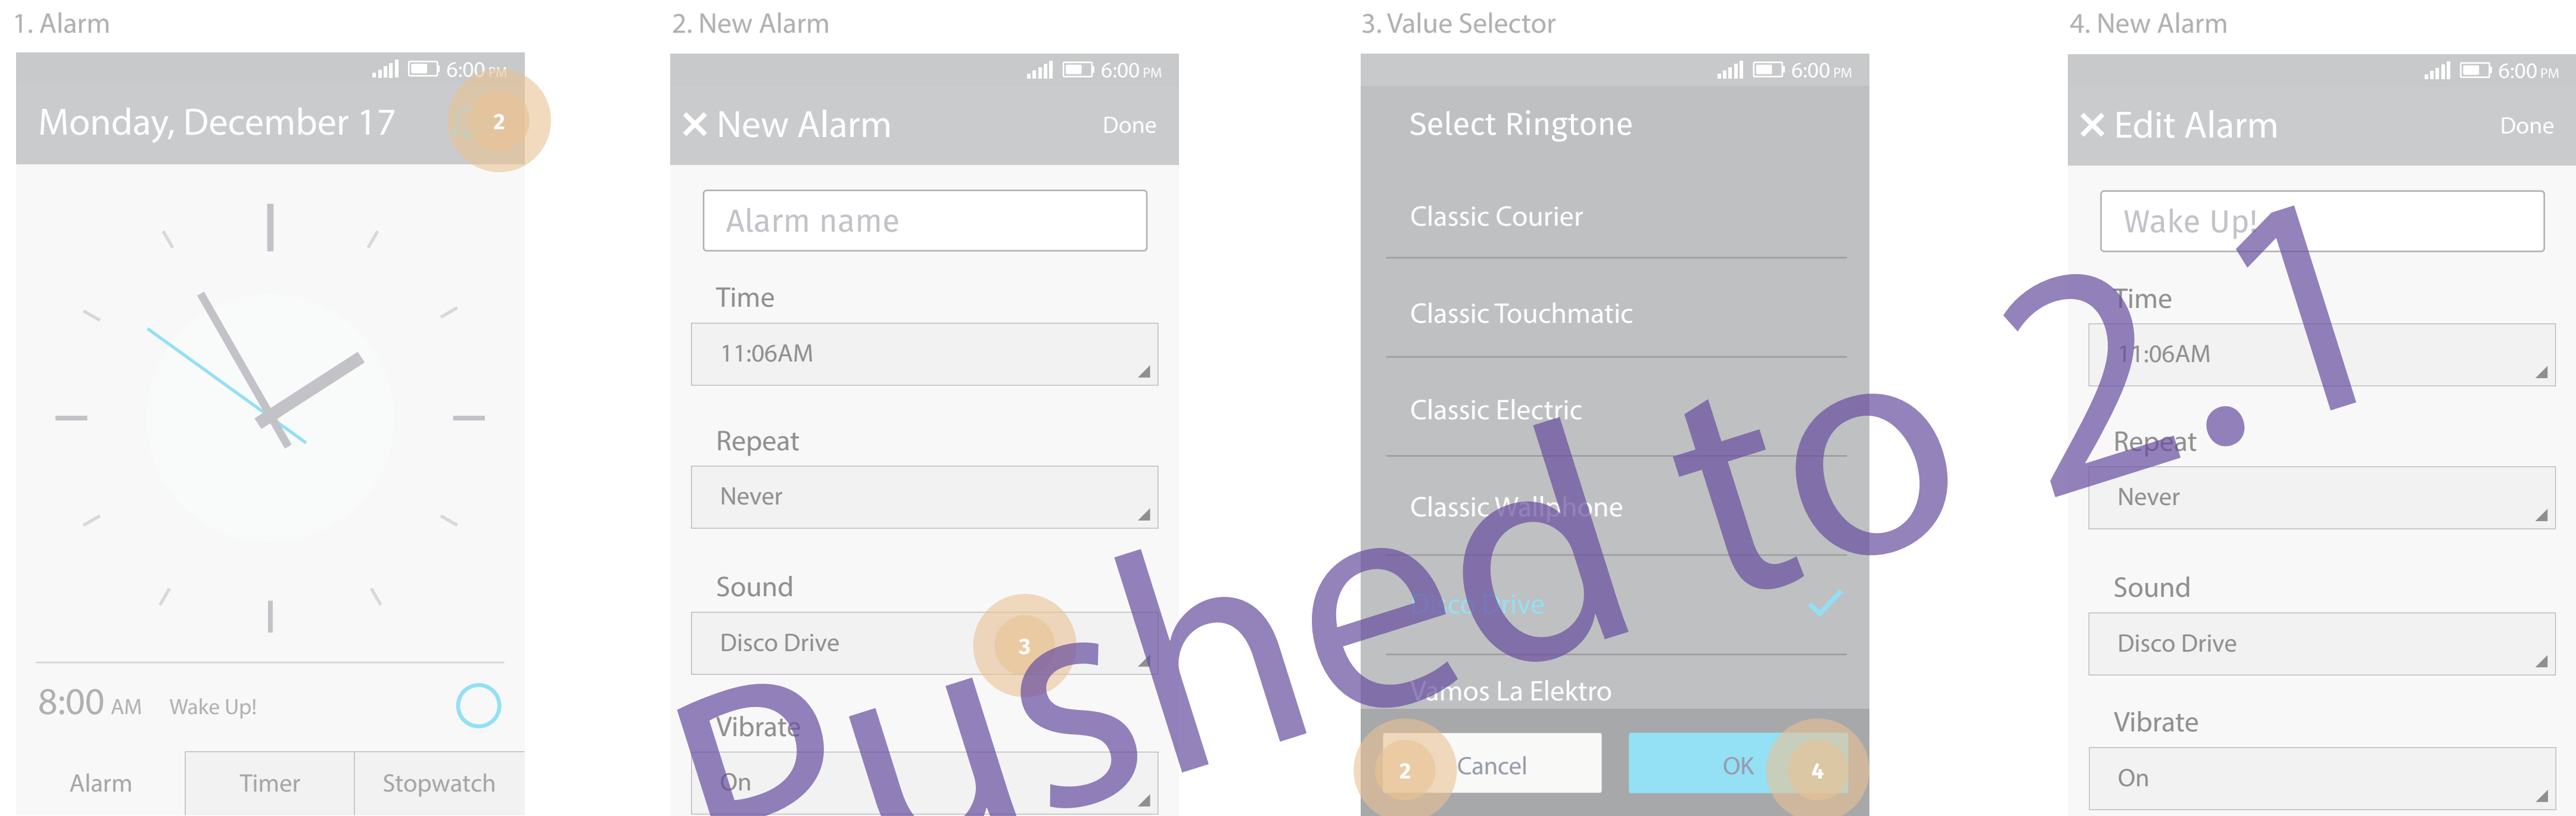 1. Alarm
6:00 PM
Monday, December 17
2
8:00 AM Wake Up!
Alarm Timer Stopwatch
2. New Alarm
6:00 PM
New Alarm Done
Alarm name
Time
11:06AM
Repeat
Never
Sound
Disco Drive
3
Vibrate
On
3. Value Selector
6:00 PM
Select Ringtone
Classic Courier
Classic Touchmatic
Classic Electric
Classic Wallphone
Disco Drive
Vamos La Elektro
2 Cancel OK 4
4. New Alarm
6:00 PM
Edit Alarm Done
Wake Up!
Time
11:06AM
Repeat
Never
Sound
Disco Drive
Vibrate
On
Pushed to 2.1